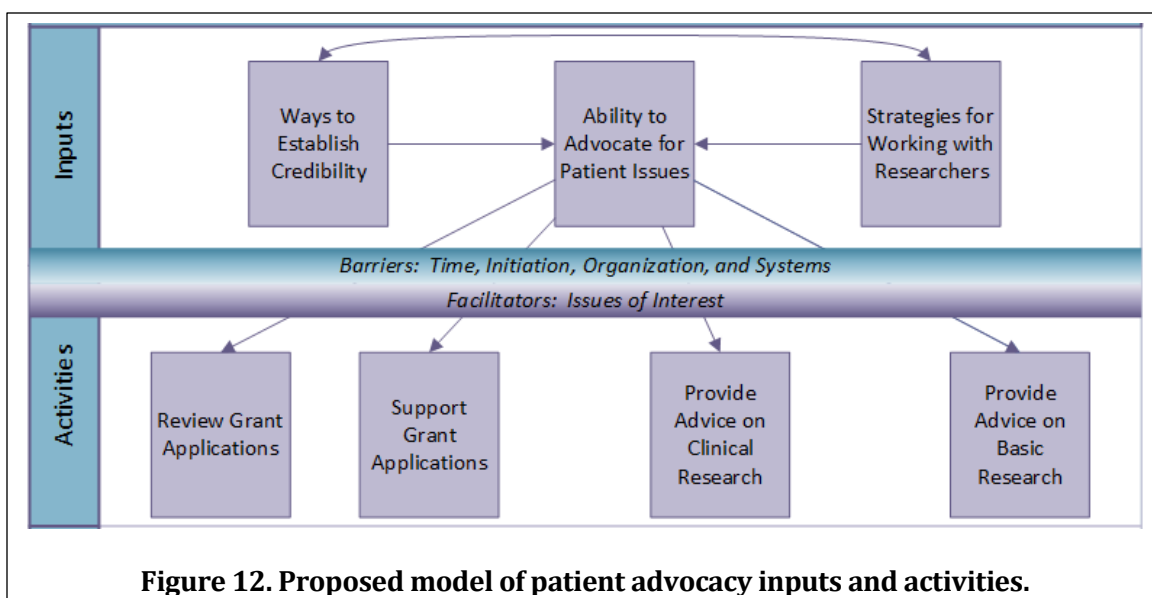 Inputs
Ways to
Establish
Credibility
Ability to
Advocate for
Patient Issues
Strategies for
Working with
Researchers
Barriers: Time, Initiation, Organization, and Systems
Facilitators: Issues of Interest
Activities
Review Grant
Applications
Support
Grant
Applications
Provide
Advice on
Clinical
Research
Provide
Advice on
Basic
Research
Figure 12. Proposed model of patient advocacy inputs and activities.